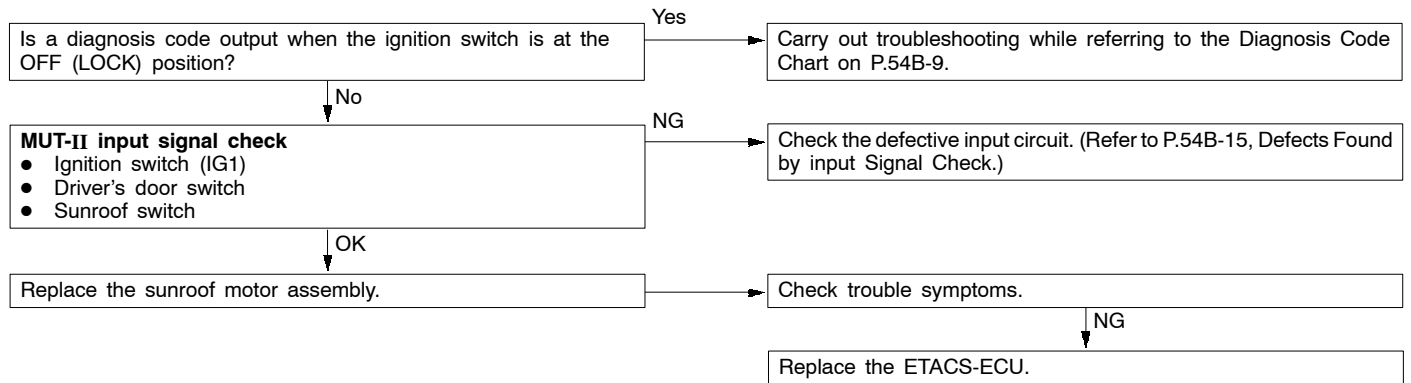 Yes
Is a diagnosis code output when the ignition switch is at the
OFF (LOCK) position?
Carry out troubleshooting while referring to the Diagnosis Code
Chart on P.54B-9.
No
MUT-II input signal check
● Ignition switch (IG1)
● Driver's door switch
● Sunroof switch
NG
Check the defective input circuit. (Refer to P.54B-15, Defects Found
by input Signal Check.)
OK
Replace the sunroof motor assembly.
Check trouble symptoms.
NG
Replace the ETACS-ECU.